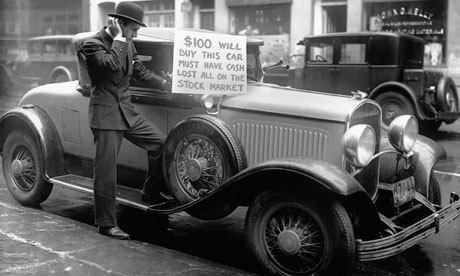 $100. WILL
BUY THIS CAR
MUST HAVE CASH
LOST ALL ON THE
STOCK MARKET